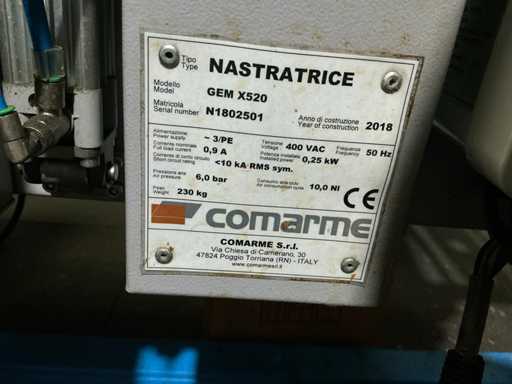 Tipo
Type NASTRATRICE
Modello
Model GEM X520
Matricola
Serial number N1802501
Anno di costruzione
Year of construction 2018
Alimentazione
Power supply ~ 3/PE
Tensione
Voltage 400 VAC
Frequenza
Frequency 50 Hz
Corrente nominale
Full load current 0,9 A
Potenza installata
Installed power 0,25 kW
Corrente di corto circuito
Short circuit rating <10 kA RMS sym.
Pressione aria
Air pressure 6,0 bar
Consumo aria ciclo
Air consumption cycle 10,0 Nl
Peso
Weight 230 kg
CE
comarme
COMARME S.r.l.
Via Chiesa di Camerano, 30
47824 Poggio Torriana (RN) - ITALY
www.comarmesrl.it